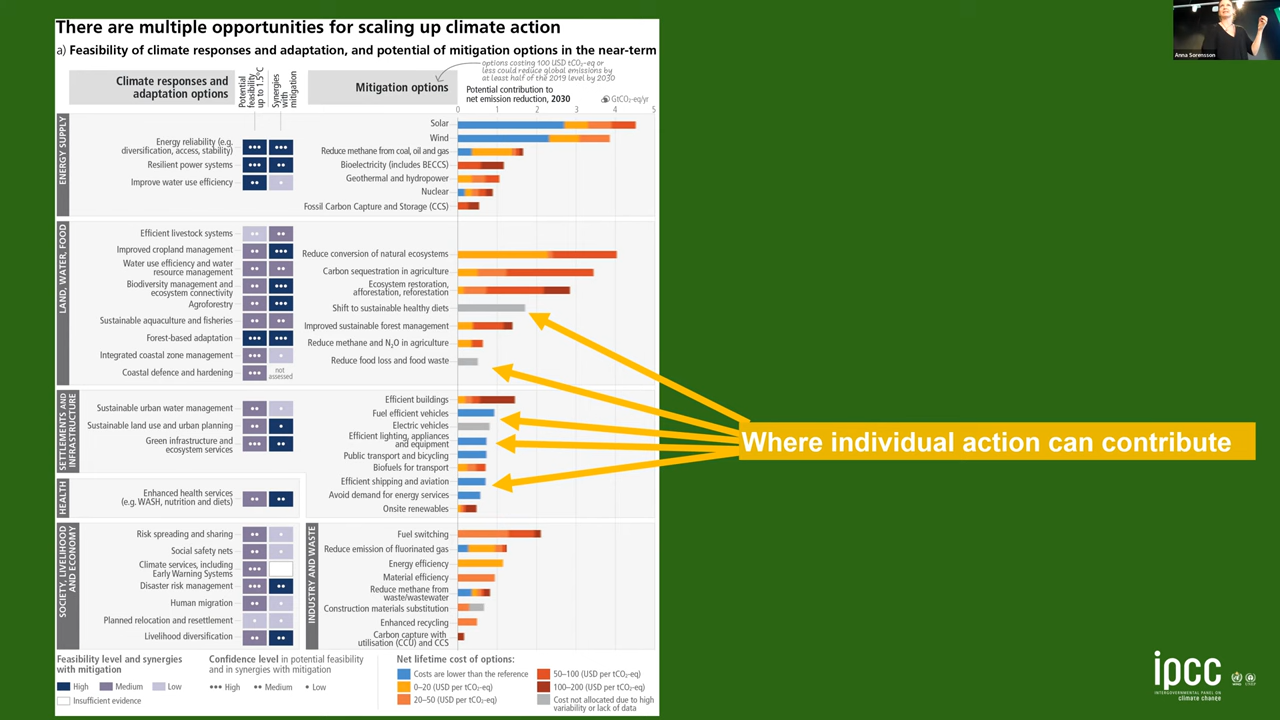 There are multiple opportunities for scaling up climate action
a) Feasibility of climate responses and adaptation, and potential of mitigation options in the near-term
options costing 100 USD tCO₂-eq or
less could reduce global emissions by
at least half of the 2019 level by 2030
Climate responses and
adaptation options
Potential
feasibility
up to 1.5°C
Synergies
with
mitigation
Mitigation options
Potential contribution to
net emission reduction, 2030
GtCO₂-eq/yr
0 1 2 3 4 5
ENERGY SUPPLY
Energy reliability (e.g.
diversification, access, stability)
Resilient power systems
Improve water use efficiency
Solar
Wind
Reduce methane from coal, oil and gas
Bioelectricity (includes BECCS)
Geothermal and hydropower
Nuclear
Fossil Carbon Capture and Storage (CCS)
LAND, WATER, FOOD
Efficient livestock systems
Improved cropland management
Water use efficiency and water
resource management
Biodiversity management and
ecosystem connectivity
Agroforestry
Sustainable aquaculture and fisheries
Forest-based adaptation
Integrated coastal zone management
Coastal defence and hardening
not
assessed
Reduce conversion of natural ecosystems
Carbon sequestration in agriculture
Ecosystem restoration,
afforestation, reforestation
Shift to sustainable healthy diets
Improved sustainable forest management
Reduce methane and N₂O in agriculture
Reduce food loss and food waste
SETTLEMENTS AND
INFRASTRUCTURE
Sustainable urban water management
Sustainable land use and urban planning
Green infrastructure and
ecosystem services
Efficient buildings
Fuel efficient vehicles
Electric vehicles
Efficient lighting, appliances
and equipment
Public transport and bicycling
Biofuels for transport
Efficient shipping and aviation
Avoid demand for energy services
Onsite renewables
HEALTH
Enhanced health services
(e.g. WASH, nutrition and diets)
SOCIETY, LIVELIHOOD
AND ECONOMY
Risk spreading and sharing
Social safety nets
Climate services, including
Early Warning Systems
Disaster risk management
Human migration
Planned relocation and resettlement
Livelihood diversification
INDUSTRY AND WASTE
Fuel switching
Reduce emission of fluorinated gas
Energy efficiency
Material efficiency
Reduce methane from
waste/wastewater
Construction materials substitution
Enhanced recycling
Carbon capture with
utilisation (CCU) and CCS
Feasibility level and synergies
with mitigation
High
Medium
Low
Insufficient evidence
Confidence level in potential feasibility
and in synergies with mitigation
High
Medium
Low
Net lifetime cost of options:
Costs are lower than the reference
0–20 (USD per tCO₂-eq)
20–50 (USD per tCO₂-eq)
50–100 (USD per tCO₂-eq)
100–200 (USD per tCO₂-eq)
Cost not allocated due to high
variability or lack of data
Where individual action can contribute
Anna Sorensson
ipcc
INTERGOVERNMENTAL PANEL ON
climate change